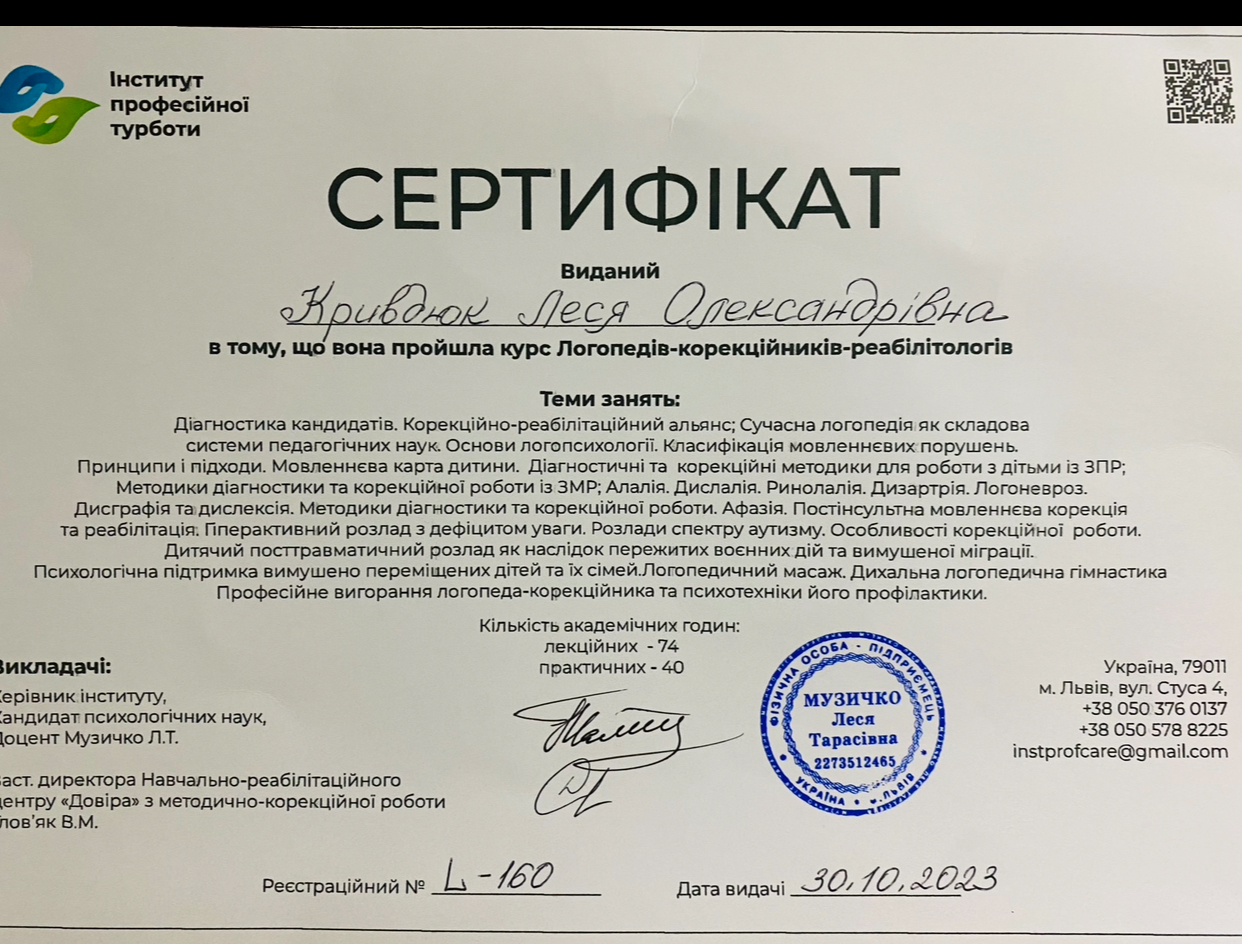 Інститут
професійної
турботи
СЕРТИФІКАТ
Виданий
Кривдюк Леся Олександрівна
в тому, що вона пройшла курс Логопедів-корекційників-реабілітологів
Теми занять:
Діагностика кандидатів. Корекційно-реабілітаційний альянс; Сучасна логопедія як складова
системи педагогічних наук. Основи логопсихології. Класифікація мовленнєвих порушень.
Принципи і підходи. Мовленнєва карта дитини. Діагностичні та корекційні методики для роботи з дітьми із ЗПР;
Методики діагностики та корекційної роботи із ЗМР; Алалія. Дислалія. Ринолалія. Дизартрія. Логоневроз.
Дисграфія та дислексія. Методики діагностики та корекційної роботи. Афазія. Постінсультна мовленнєва корекція
та реабілітація. Гіперактивний розлад з дефіцитом уваги. Розлади спектру аутизму. Особливості корекційної роботи.
Дитячий посттравматичний розлад як наслідок пережитих воєнних дій та вимушеної міграції.
Психологічна підтримка вимушено переміщених дітей та їх сімей.Логопедичний масаж. Дихальна логопедична гімнастика
Професійне вигорання логопеда-корекційника та психотехніки його профілактики.
Кількість академічних годин:
лекційних - 74
практичних - 40
Викладачі:
Керівник інституту,
Кандидат психологічних наук,
Доцент Музичко Л.Т.
Заст. директора Навчально-реабілітаційного
центру «Довіра» з методично-корекційної роботи
В.М.
ФІЗИЧНА ОСОБА - ПІДПРИЄМЕЦЬ
МУЗИЧКО
Леся
Тарасівна
2273512465
УКРАЇНА • м. ЛЬВІВ
Україна, 79011
м. Львів, вул. Стуса 4,
+38 050 376 0137
+38 050 578 8225
instprofcare@gmail.com
Реєстраційний № L-160
Дата видачі 30.10.2023